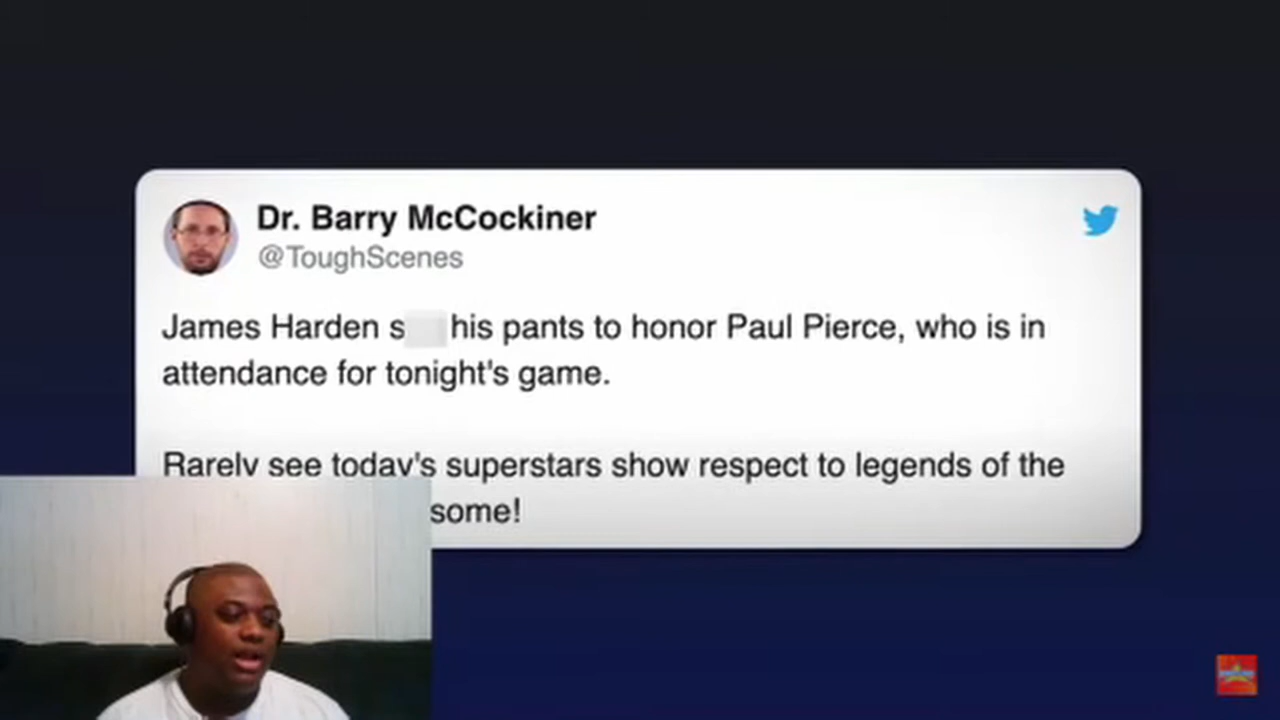 Dr. Barry McCockiner
@ToughScenes
James Harden s his pants to honor Paul Pierce, who is in
attendance for tonight's game.
Rarely see today's superstars show respect to legends of the
some!